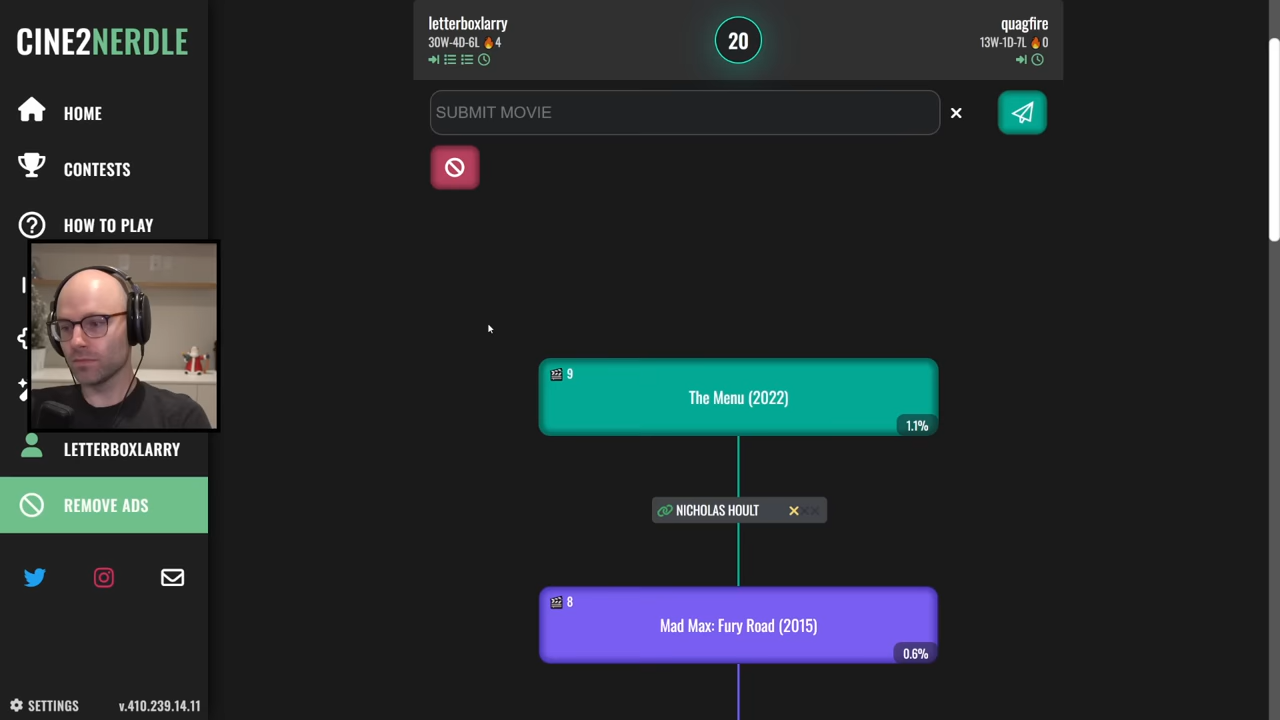 CINE2NERDLE
HOME
CONTESTS
HOW TO PLAY
LETTERBOXLARRY
REMOVE ADS
SETTINGS
v.410.239.14.11
letterboxlarry
30W-4D-6L 🔥4
20
quagfire
13W-1D-7L 🔥0
SUBMIT MOVIE
9
The Menu (2022)
1.1%
NICHOLAS HOULT
8
Mad Max: Fury Road (2015)
0.6%